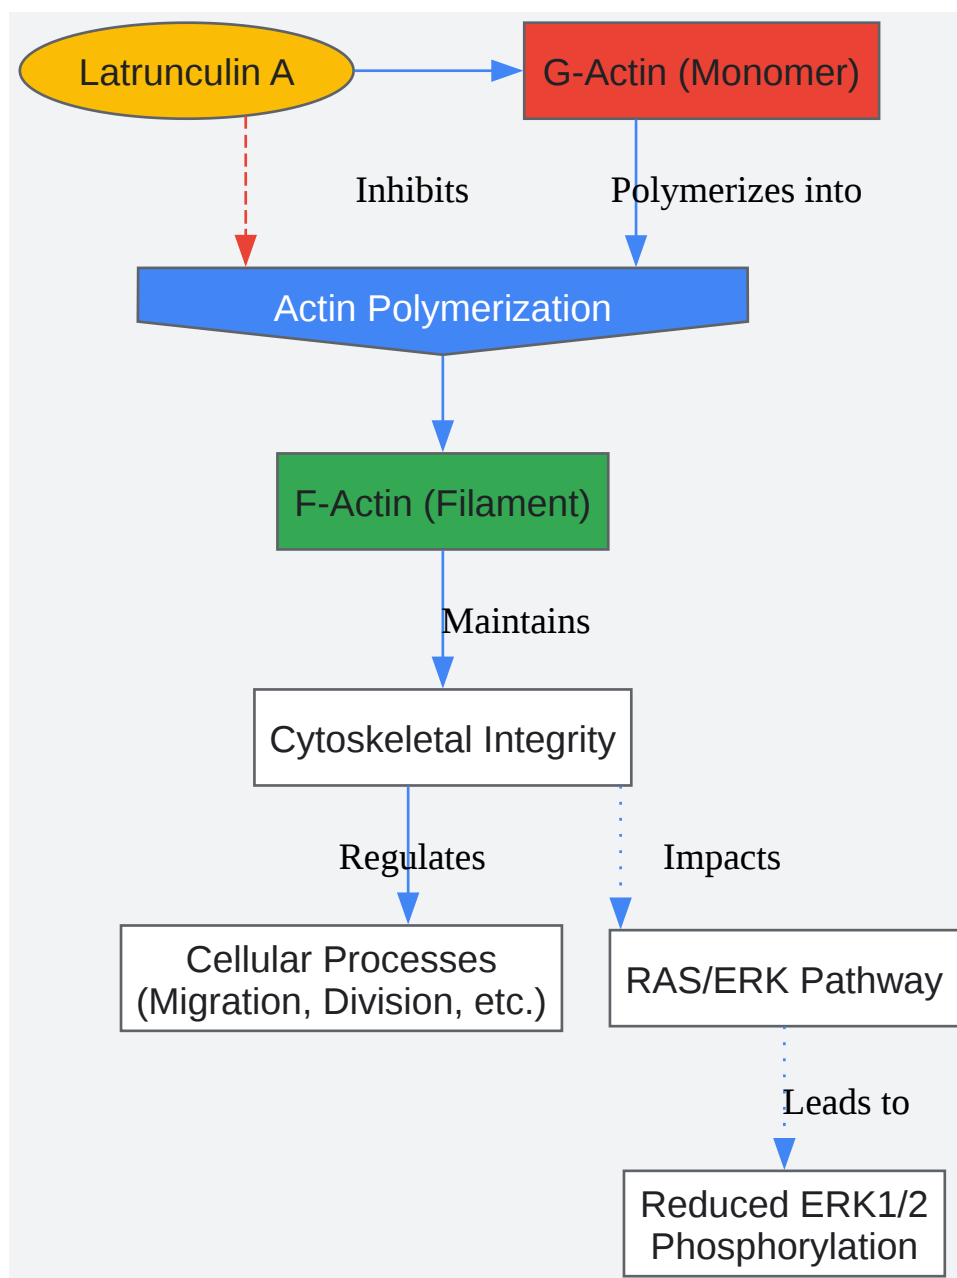 Latrunculin A
G-Actin (Monomer)
Inhibits
Polymerizes into
Actin Polymerization
F-Actin (Filament)
Maintains
Cytoskeletal Integrity
Regulates
Impacts
Cellular Processes
(Migration, Division, etc.)
RAS/ERK Pathway
Leads to
Reduced ERK1/2
Phosphorylation